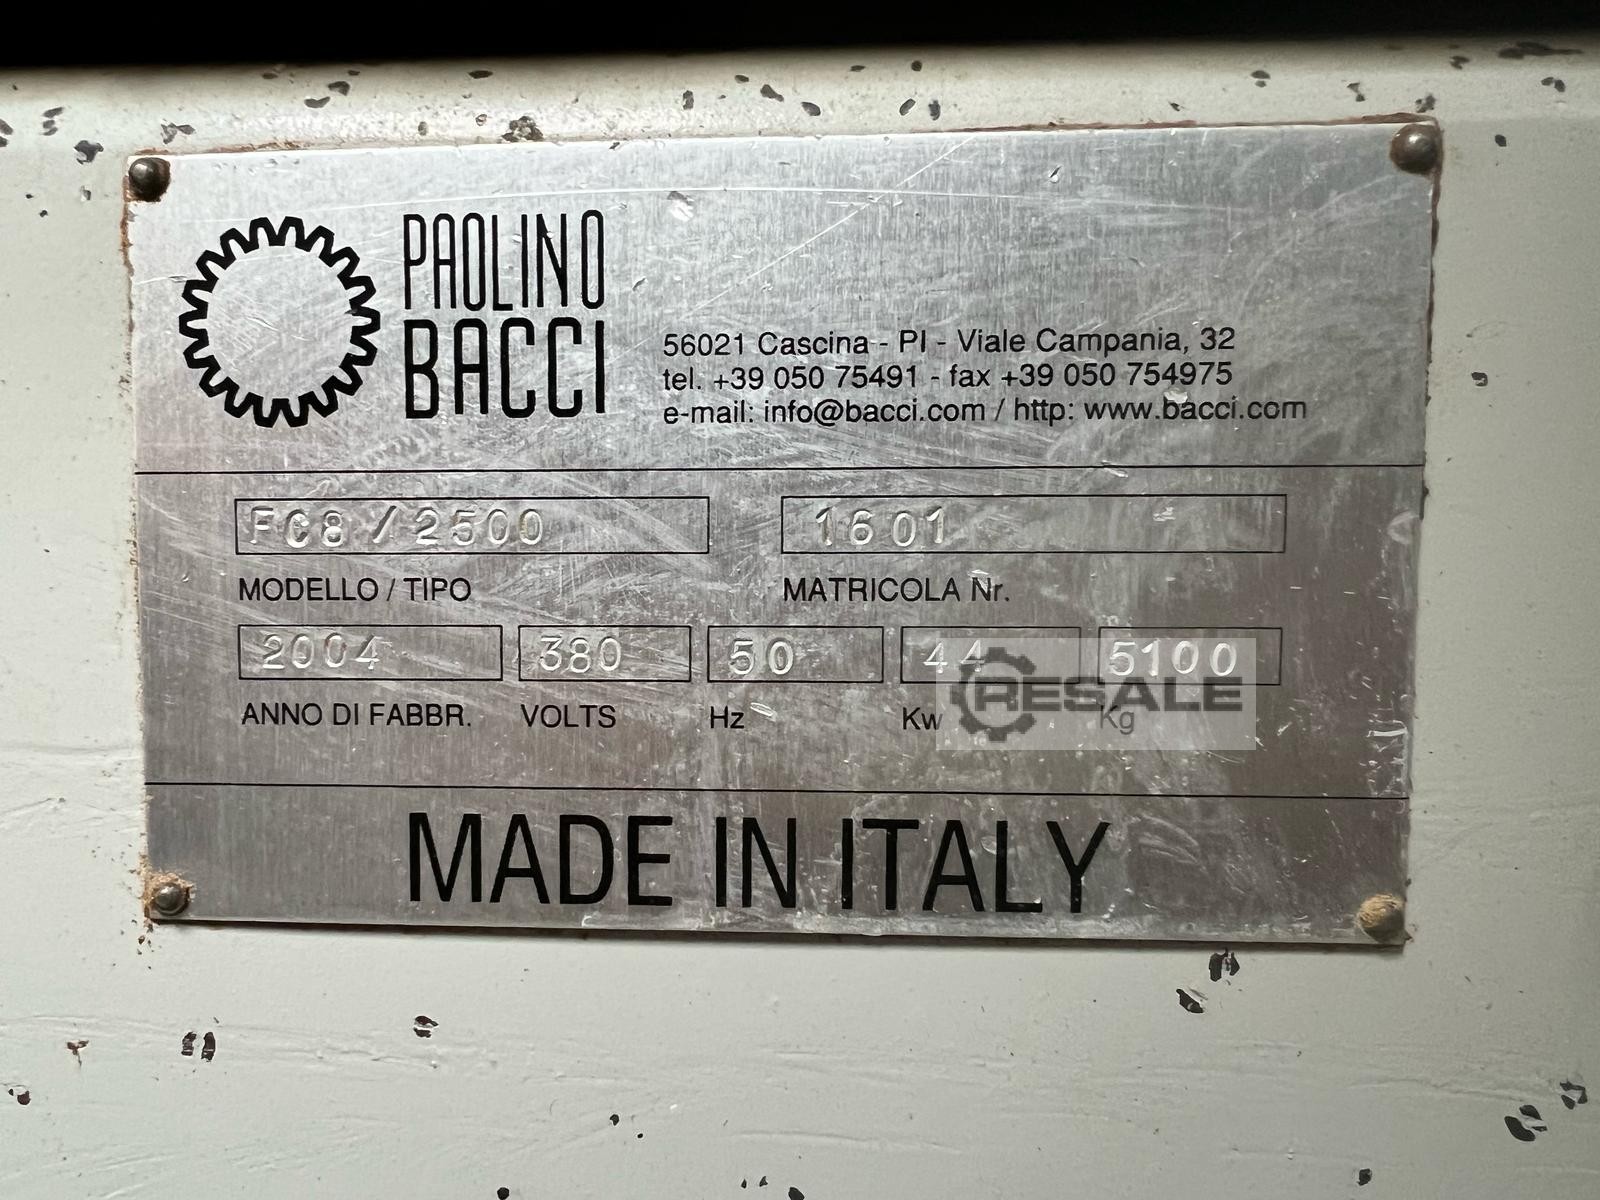 PAOLINO
BACCI
56021 Cascina - PI - Viale Campania, 32
tel. +39 050 75491 - fax +39 050 754975
e-mail: info@bacci.com / http: www.bacci.com
FC8 / 2500 1601
MODELLO / TIPO MATRICOLA Nr.
2004 380 50 44 5100
ANNO DI FABBR. VOLTS Hz Kw Kg
RESALE
MADE IN ITALY